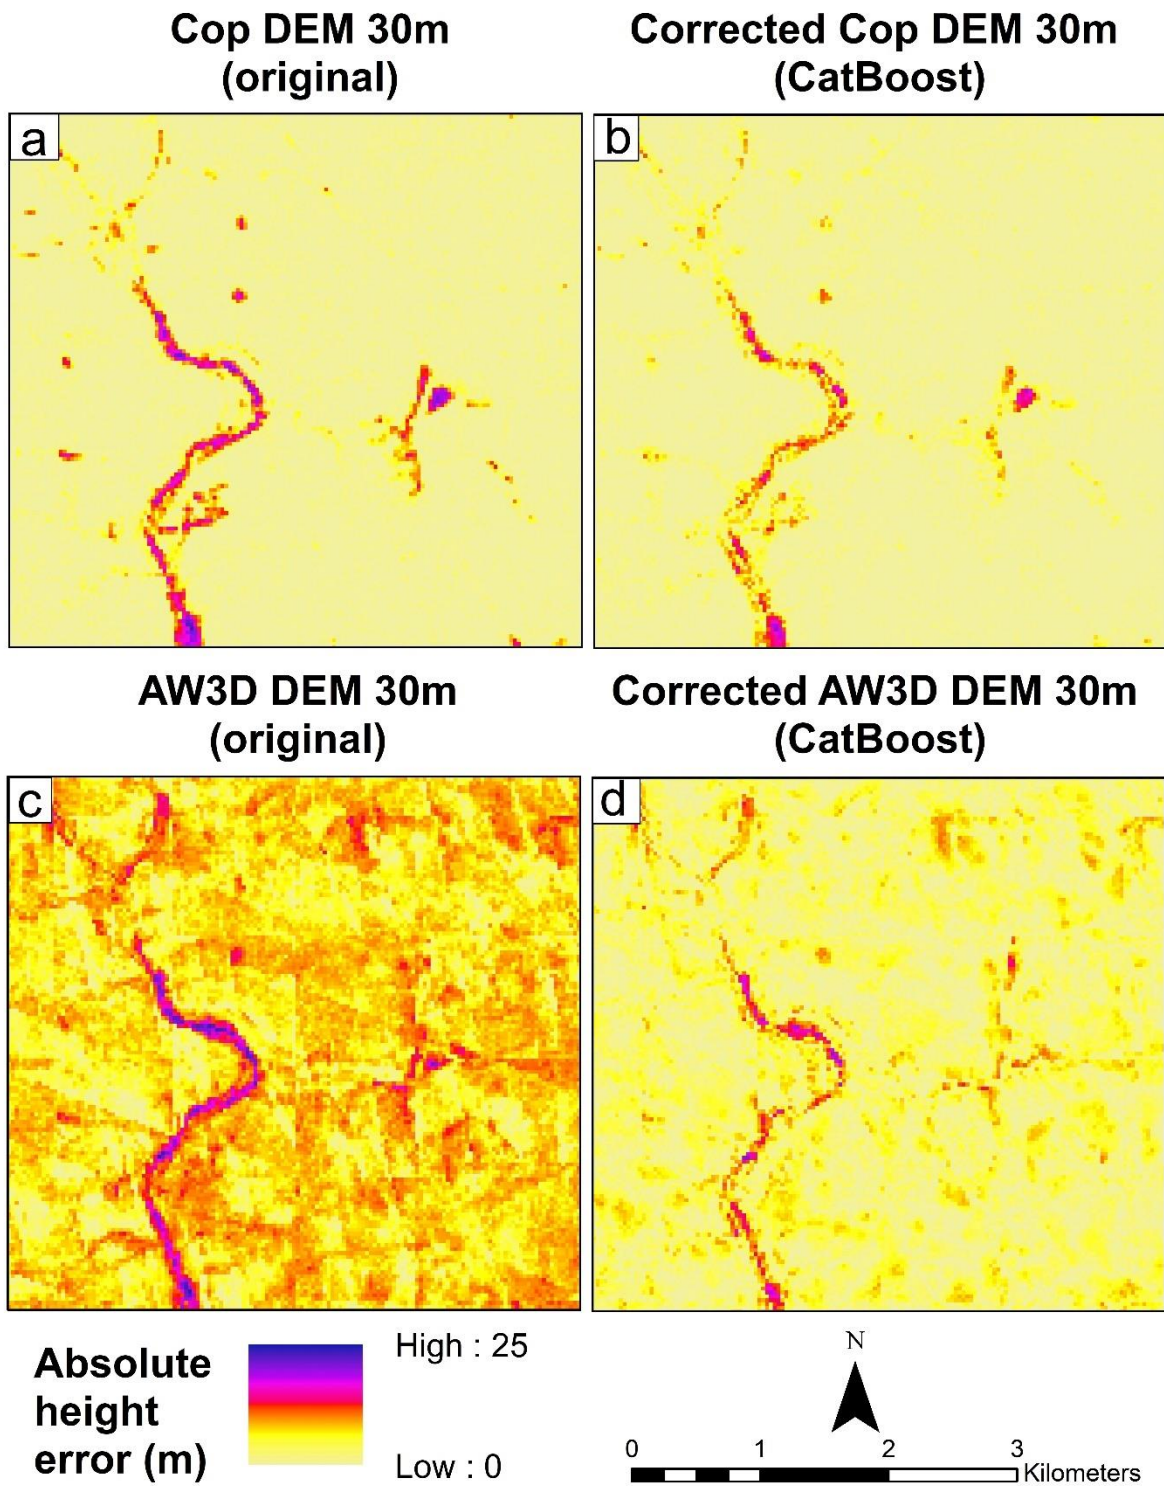 Cop DEM 30m
(original)
Corrected Cop DEM 30m
(CatBoost)
a
b
AW3D DEM 30m
(original)
Corrected AW3D DEM 30m
(CatBoost)
c
d
Absolute
height
error (m)
High : 25
Low : 0
N
0 1 2 3
Kilometers